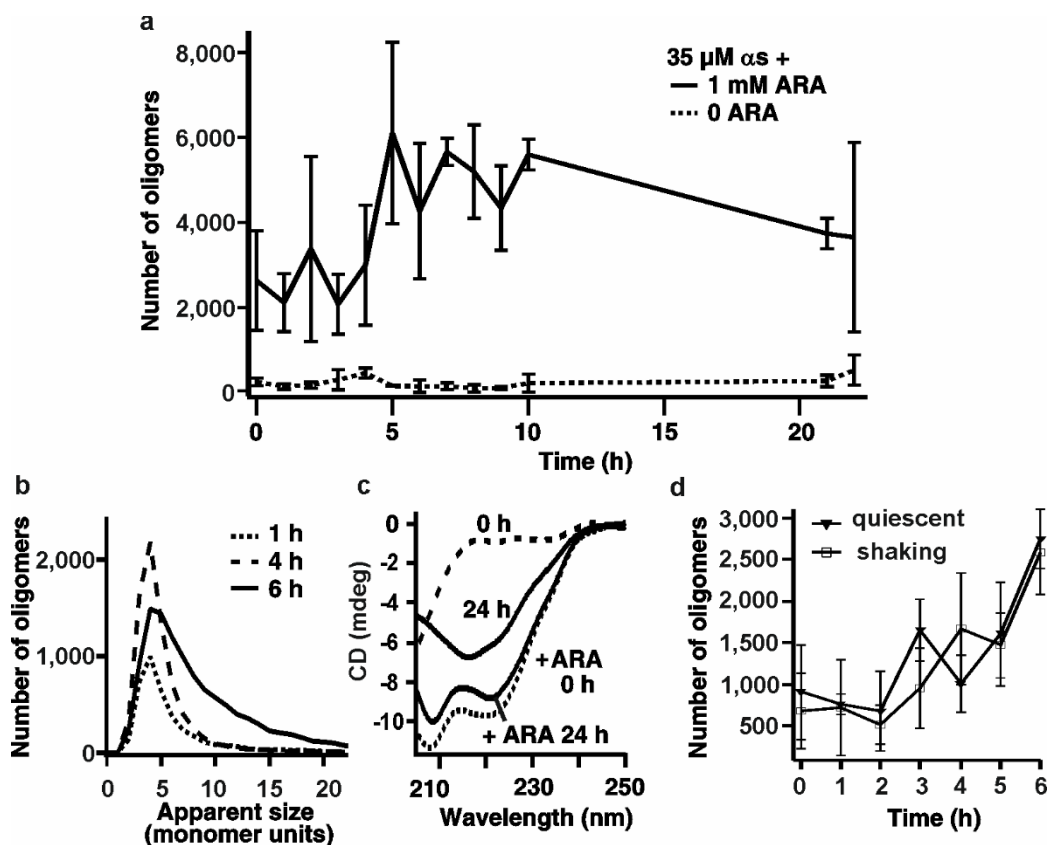 a
Number of oligomers
8,000
6,000
4,000
2,000
0
35 µM αs +
1 mM ARA
0 ARA
0 5 10 15 20
Time (h)
b
Number of oligomers
2,000
1,000
0
1 h
4 h
6 h
0 5 10 15 20
Apparent size
(monomer units)
c
CD (mdeg)
0
-2
-4
-6
-8
-10
0 h
24 h
+ARA
0 h
+ ARA 24 h
210 230 250
Wavelength (nm)
d
Number of oligomers
3,000
2,500
2,000
1,500
1,000
500
quiescent
shaking
0 1 2 3 4 5 6
Time (h)